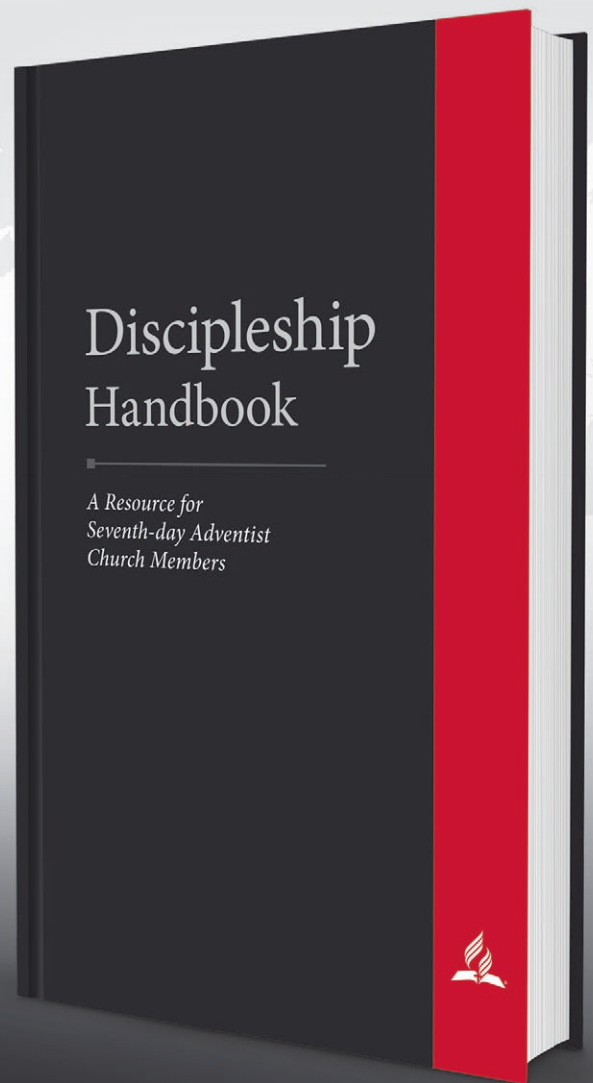 Discipleship
Handbook
A Resource for
Seventh-day Adventist
Church Members